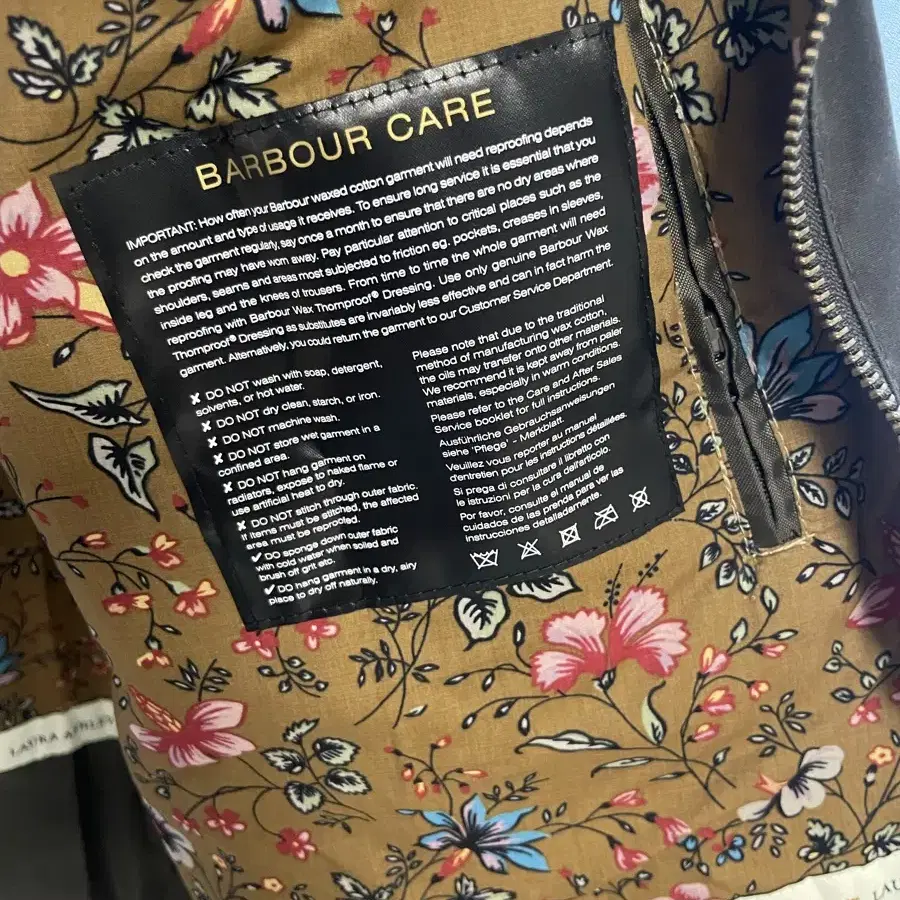 BARBOUR CARE
IMPORTANT: How often your Barbour waxed cotton garment will need reproofing depends
on the amount and type of usage it receives. To ensure long service it is essential that you
check the garment regularly, say once a month to ensure that there are no dry areas where
the proofing may have worn away. Pay particular attention to critical places such as the
shoulders, seams and areas most subjected to friction eg. pockets, creases in sleeves,
inside leg and the knees of trousers. From time to time the whole garment will need
reproofing with Barbour Wax Thornproof® Dressing. Use only genuine Barbour Wax
Thornproof® Dressing as substitutes are invariably less effective and can in fact harm the
garment. Alternatively, you could return the garment to our Customer Service Department.
✘ DO NOT wash with soap, detergent,
solvents, or hot water.
✘ DO NOT dry clean, starch, or iron.
✘ DO NOT machine wash.
✘ DO NOT store wet garment in a
confined area.
✘ DO NOT hang garment on
radiators, expose to naked flame or
use artificial heat to dry.
✘ DO NOT stitch through outer fabric.
If items must be stitched, the affected
area must be reproofed.
✔ DO sponge down outer fabric
with cold water when soiled and
brush off grit etc.
✔ DO hang garment in a dry, airy
place to dry off naturally.
Please note that due to the traditional
method of manufacturing wax cotton,
the oils may transfer onto other materials.
We recommend it is kept away from paler
materials, especially in warm conditions.
Please refer to the Care and After Sales
Service booklet for full instructions.
Ausführliche Gebrauchsanweisungen
siehe 'Pflege' - Merkblatt
Veuillez vous reporter au manuel
d'entretien pour les instructions détaillées.
Si prega di consultare il libretto con
le istruzioni per la cura dell'articolo.
Por favor, consulte el manual de
cuidados de las prenda para ver las
instrucciones detalladamente.
LAURA ASHLEY
LAU